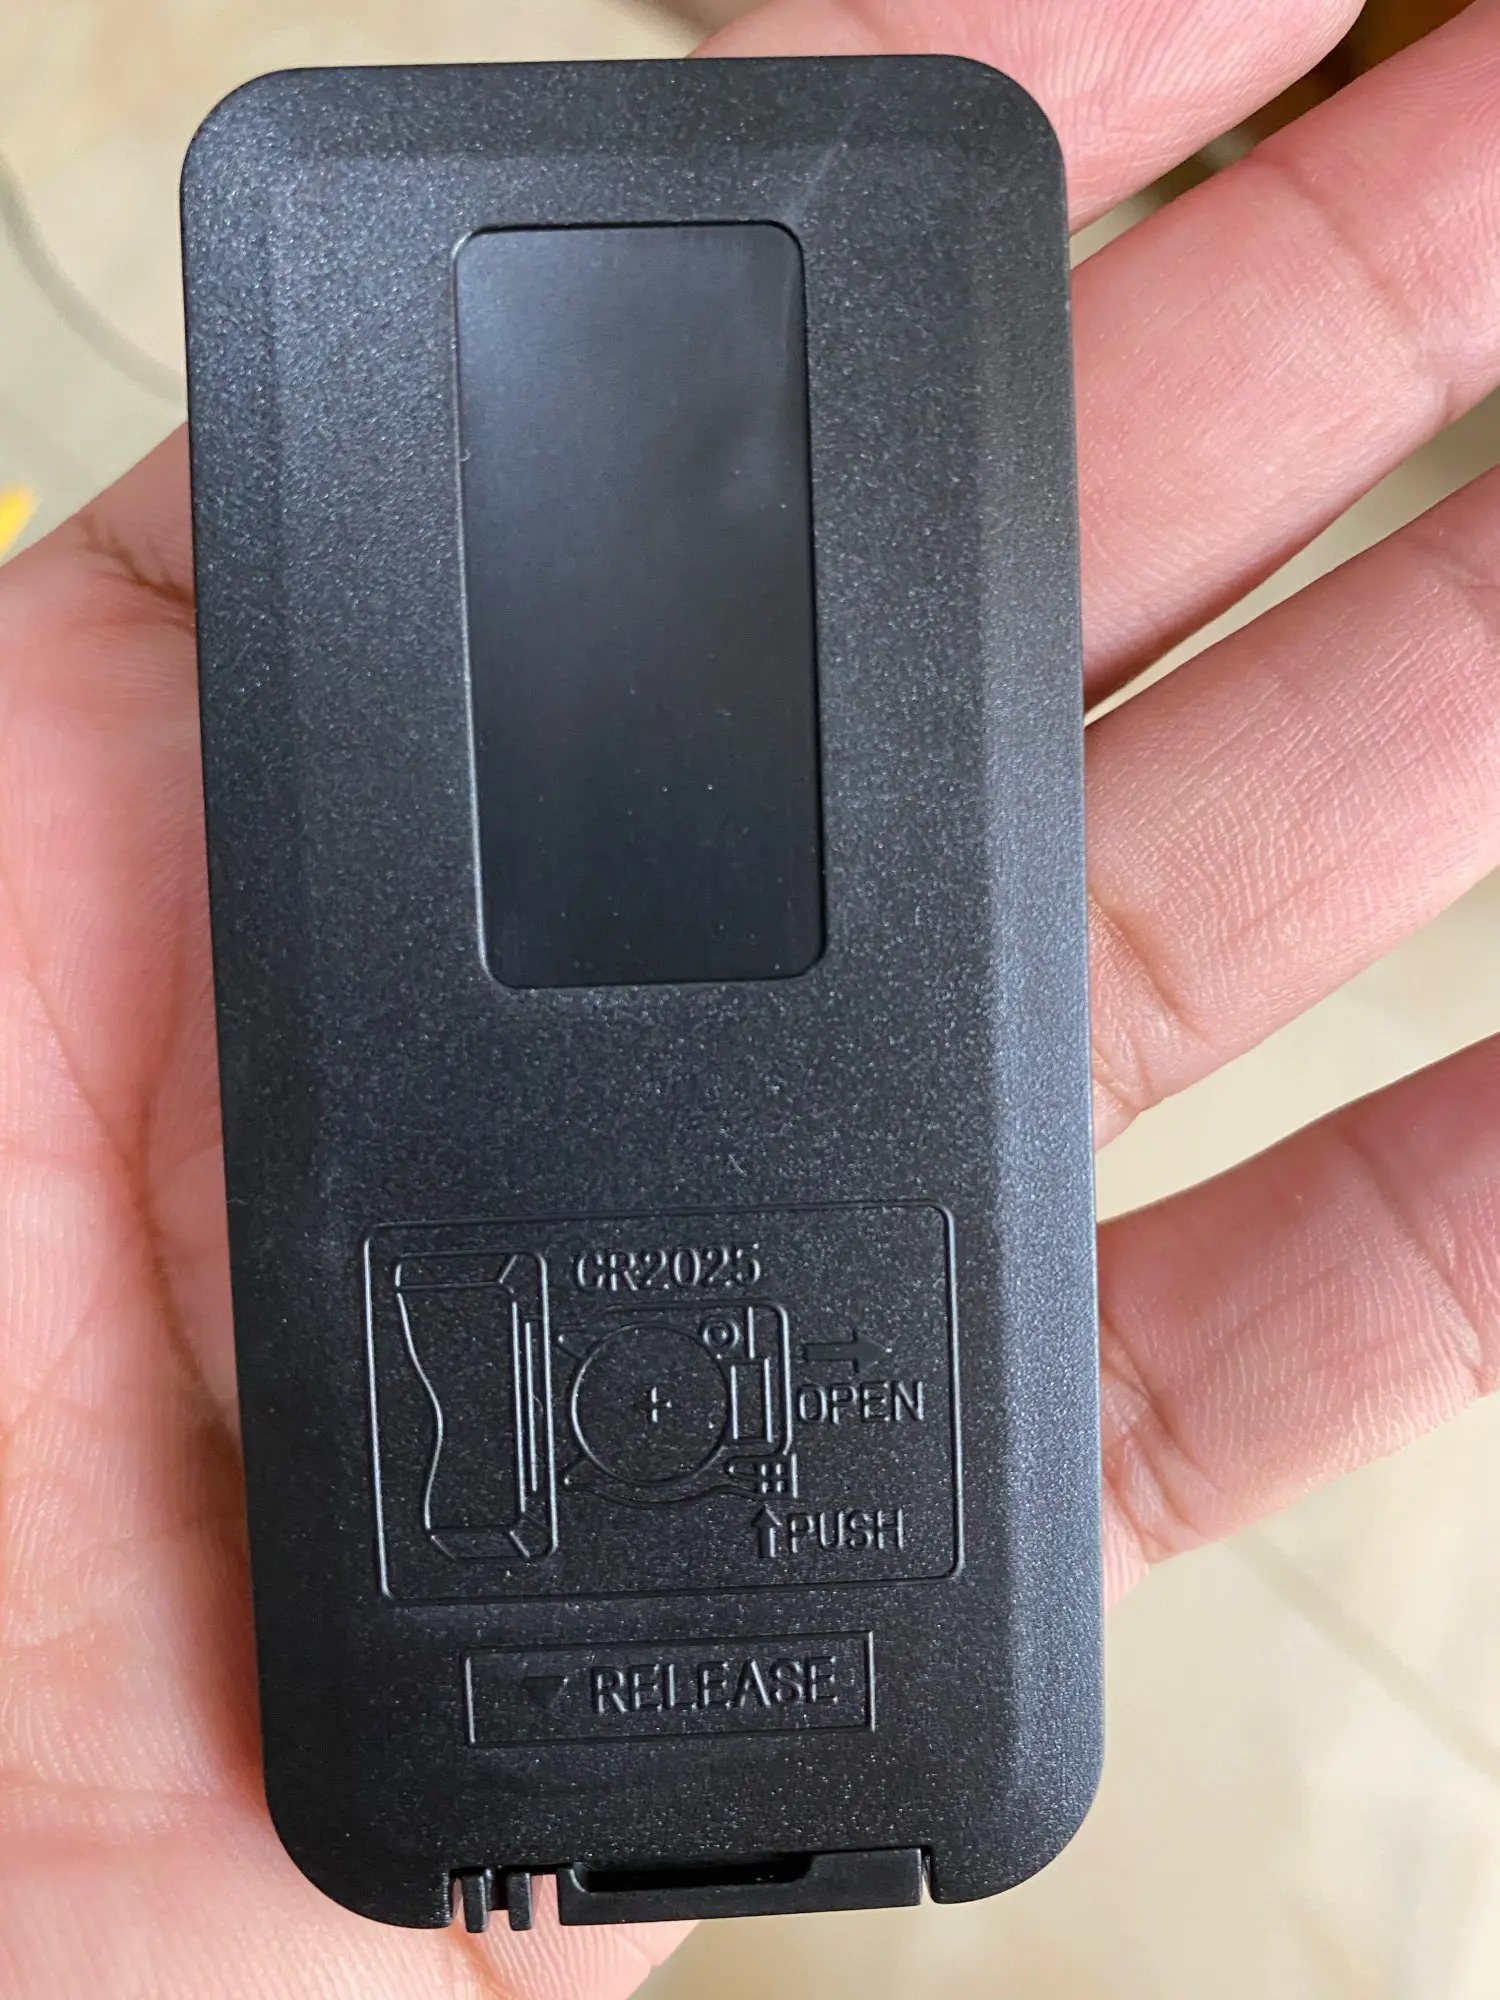 CR2025
+
OPEN
PUSH
RELEASE